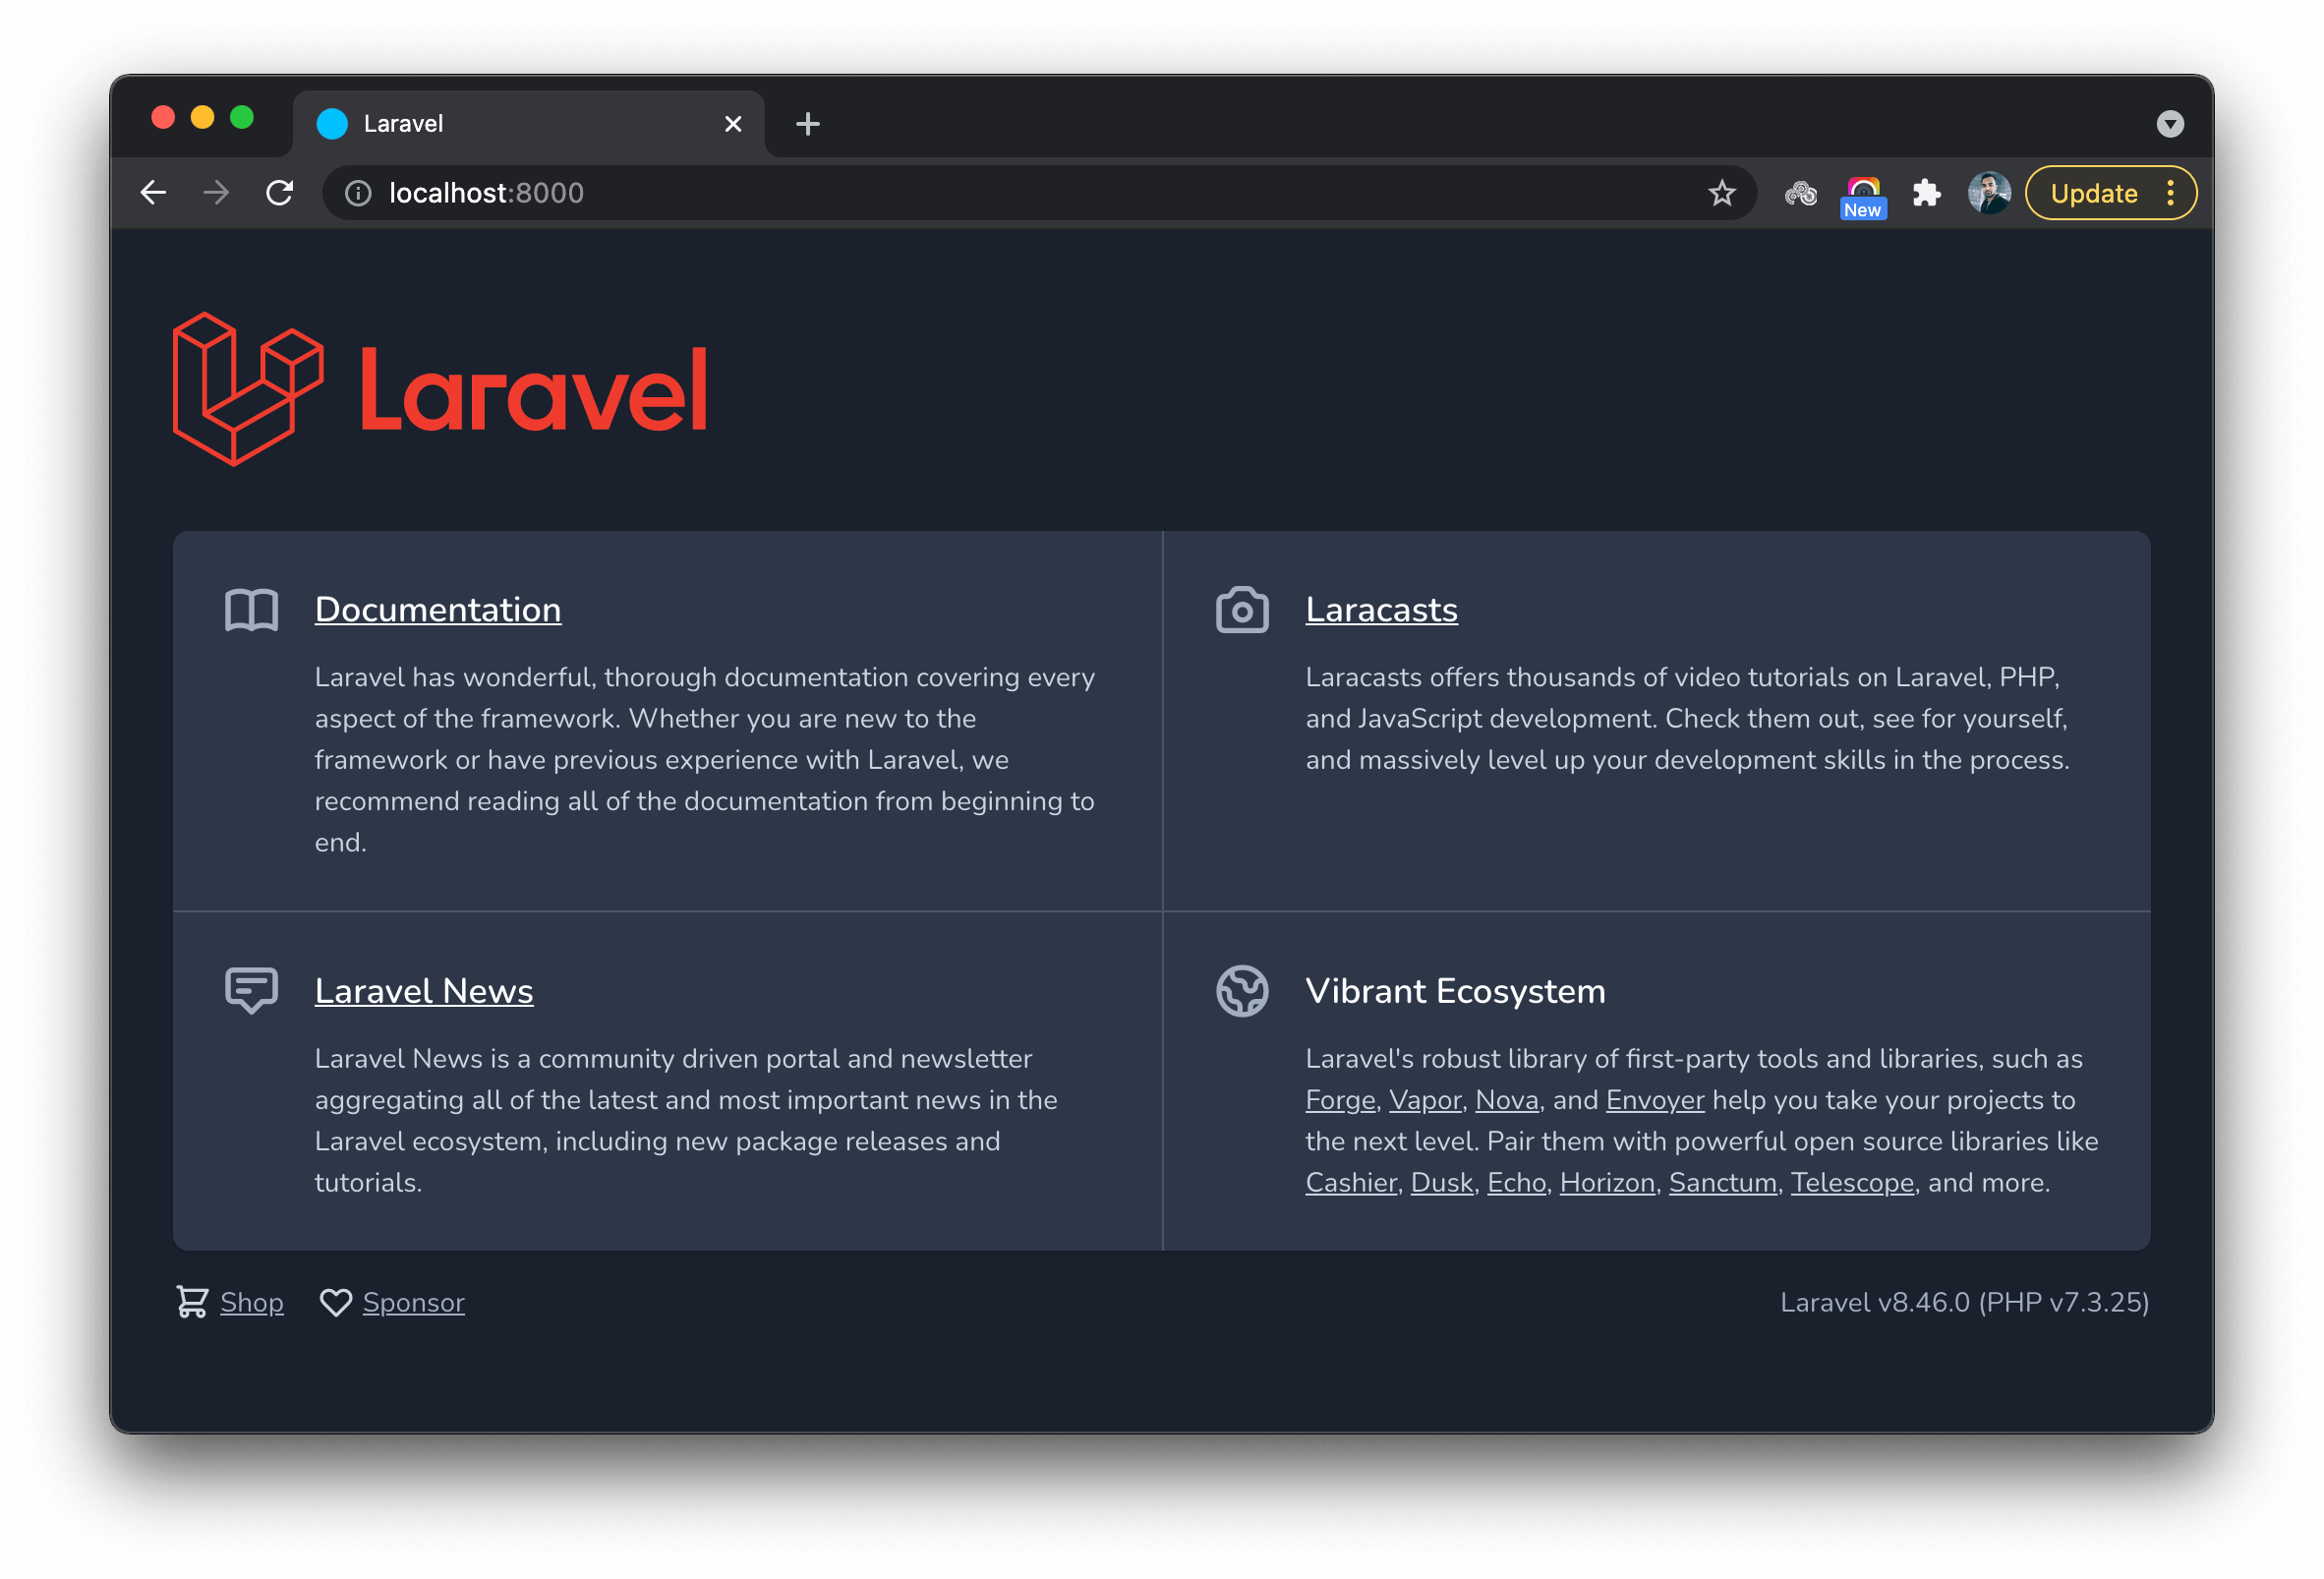 Laravel
localhost:8000
New
Update
Laravel
Documentation
Laravel has wonderful, thorough documentation covering every
aspect of the framework. Whether you are new to the
framework or have previous experience with Laravel, we
recommend reading all of the documentation from beginning to
end.
Laracasts
Laracasts offers thousands of video tutorials on Laravel, PHP,
and JavaScript development. Check them out, see for yourself,
and massively level up your development skills in the process.
Laravel News
Laravel News is a community driven portal and newsletter
aggregating all of the latest and most important news in the
Laravel ecosystem, including new package releases and
tutorials.
Vibrant Ecosystem
Laravel's robust library of first-party tools and libraries, such as
Forge, Vapor, Nova, and Envoyer help you take your projects to
the next level. Pair them with powerful open source libraries like
Cashier, Dusk, Echo, Horizon, Sanctum, Telescope, and more.
Shop
Sponsor
Laravel v8.46.0 (PHP v7.3.25)